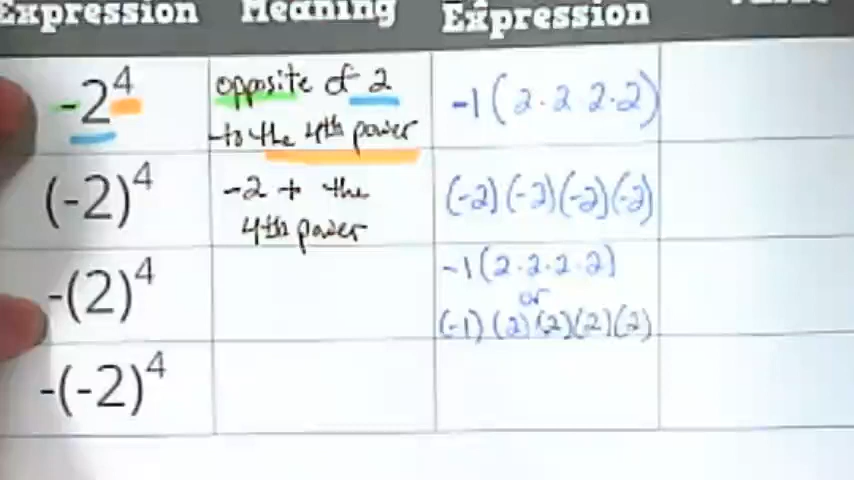 Expression Meaning Expression
-2⁴ opposite of 2 -1(2·2 2·2)
to the 4th power
(-2)⁴ -2 to the (-2)(-2)(-2)(-2)
4th power
-(2)⁴ -1(2·2·2·2)
or
(-1)(2)(2)(2)(2)
-(-2)⁴